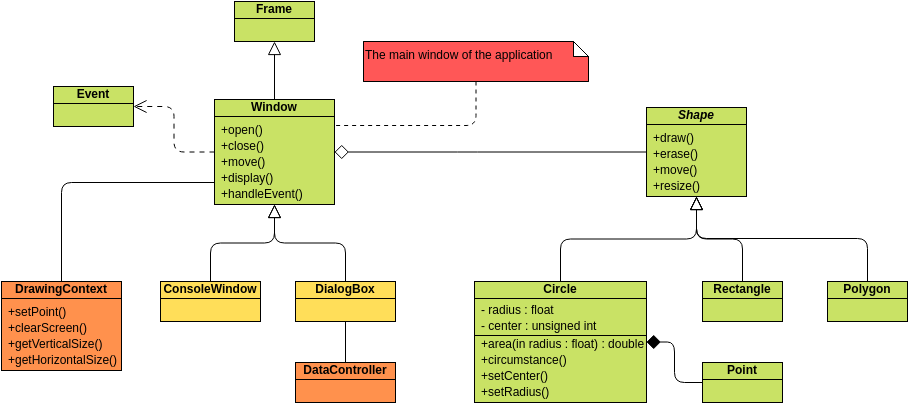 Frame
The main window of the application
Event
Window
+open()
+close()
+move()
+display()
+handleEvent()
Shape
+draw()
+erase()
+move()
+resize()
DrawingContext
+setPoint()
+clearScreen()
+getVerticalSize()
+getHorizontalSize()
ConsoleWindow
DialogBox
DataController
Circle
- radius : float
- center : unsigned int
+area(in radius : float) : double
+circumstance()
+setCenter()
+setRadius()
Rectangle
Polygon
Point